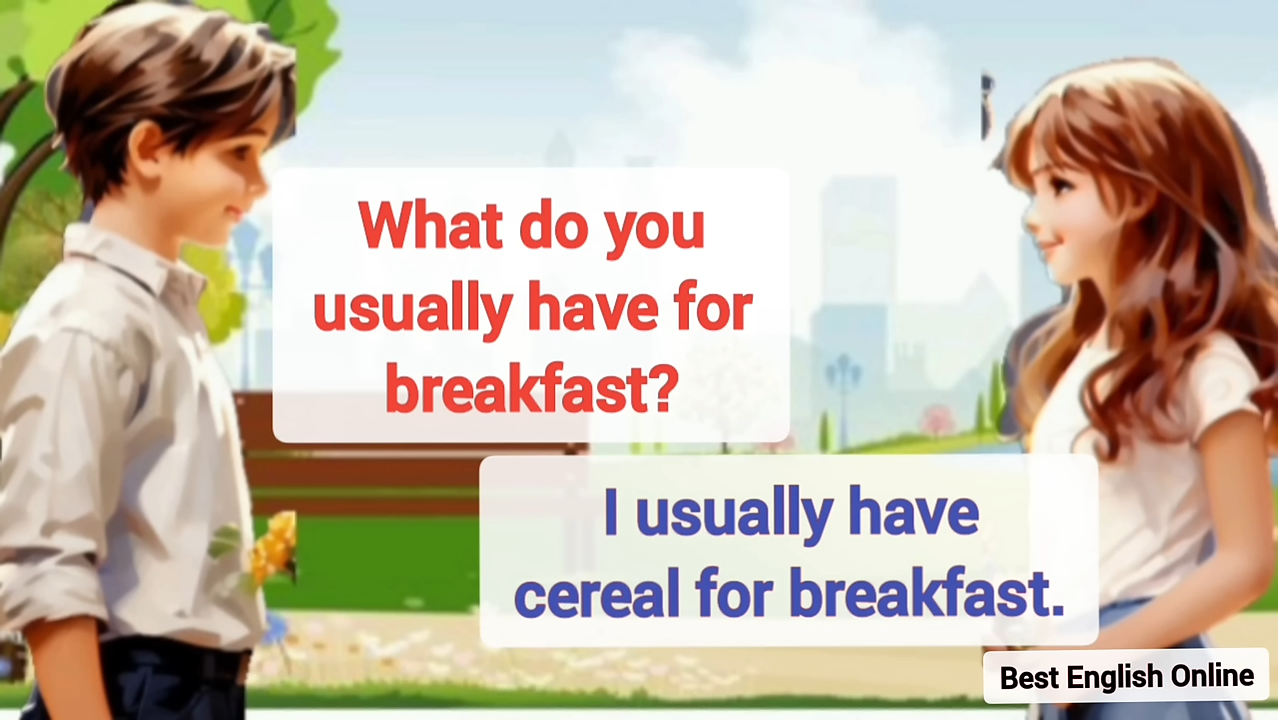 What do you
usually have for
breakfast?
I usually have
cereal for breakfast.
Best English Online